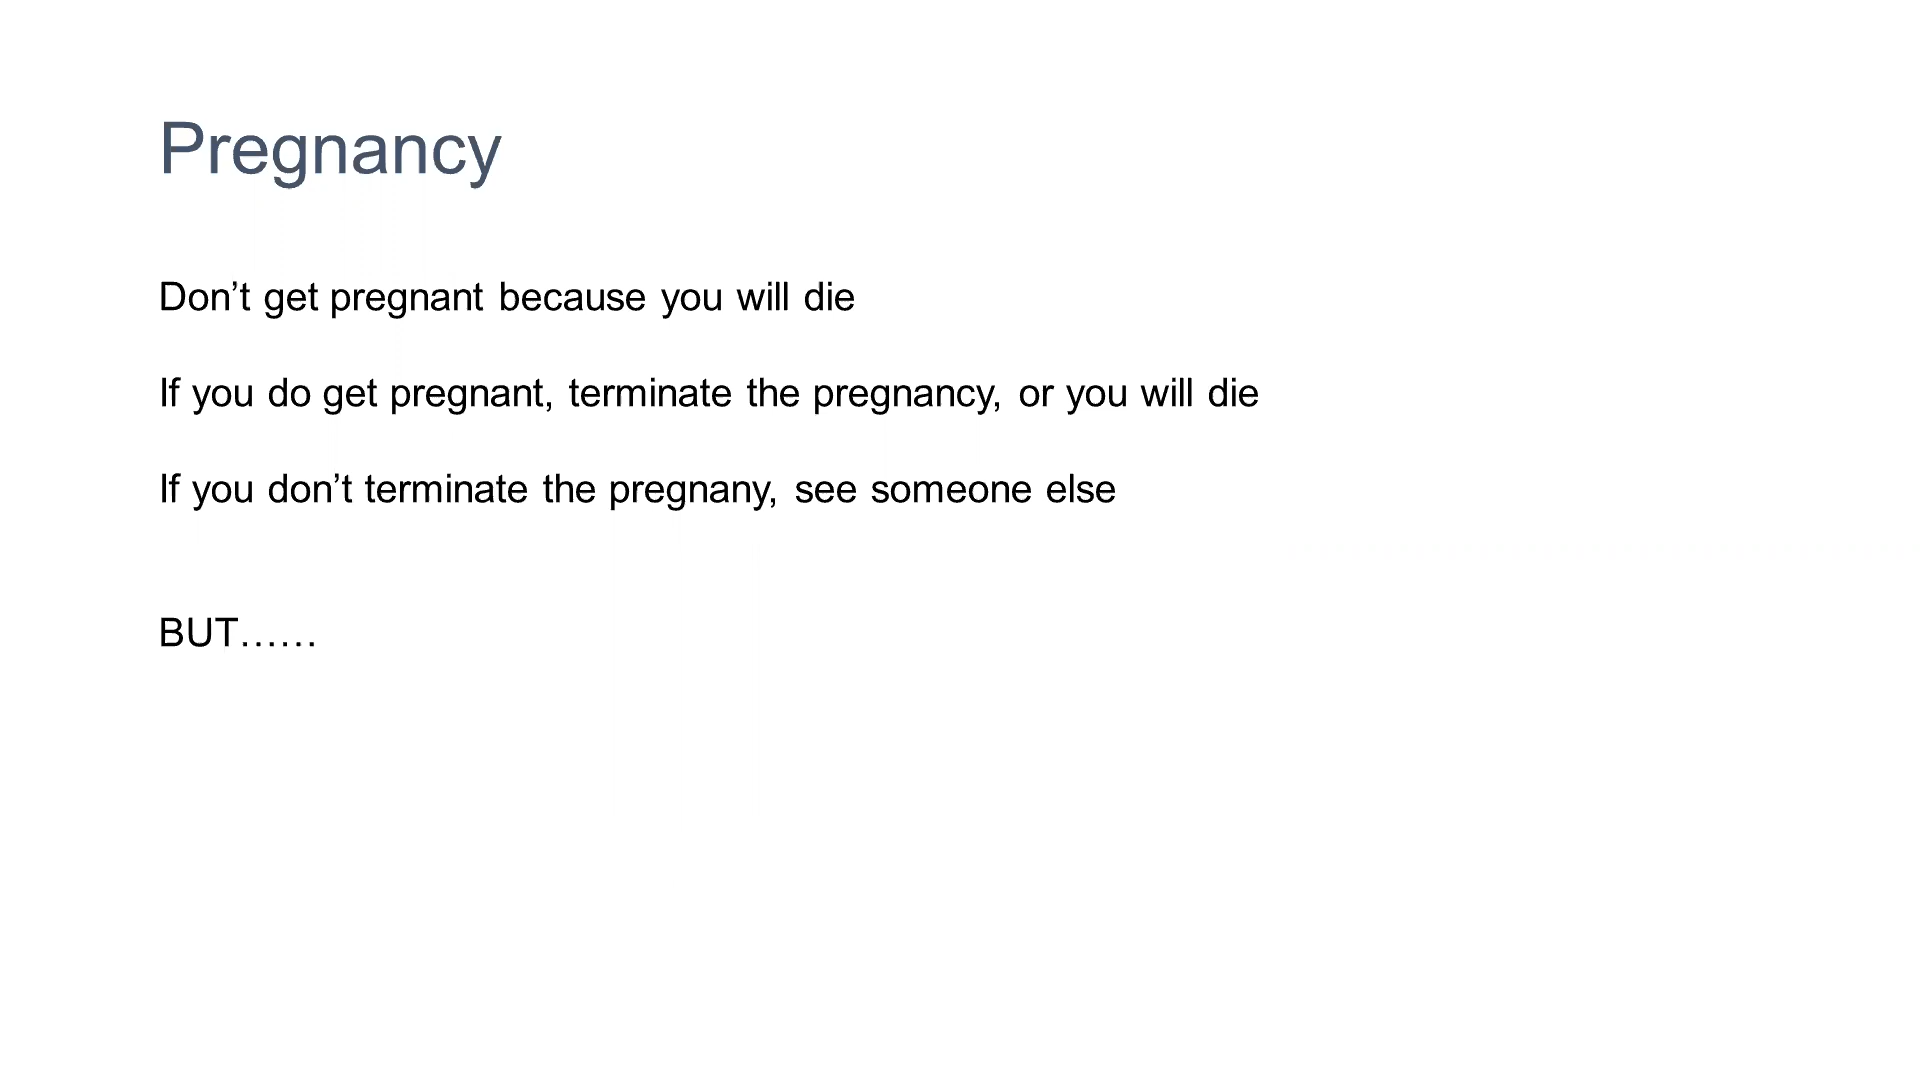 Pregnancy
Don’t get pregnant because you will die
If you do get pregnant, terminate the pregnancy, or you will die
If you don’t terminate the pregnany, see someone else
BUT……